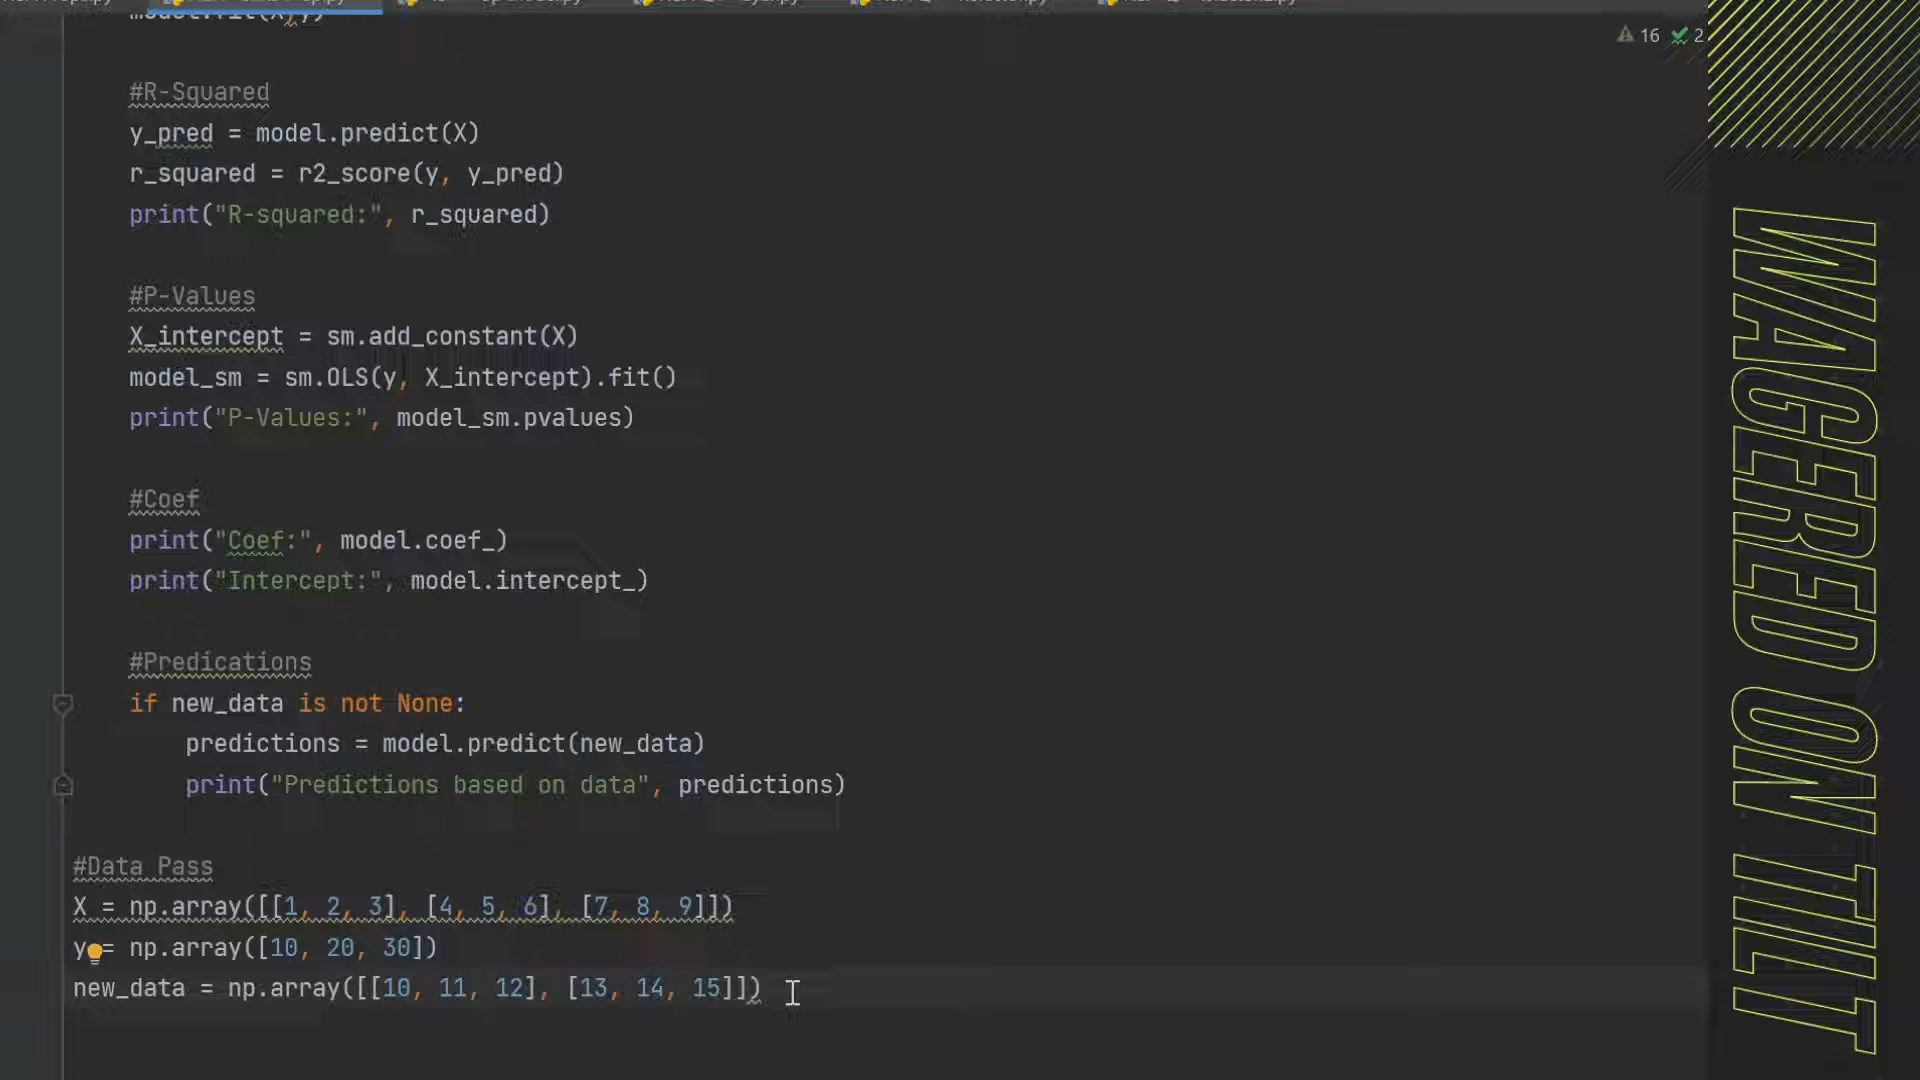 16 2
#R-Squared
y_pred = model.predict(X)
r_squared = r2_score(y, y_pred)
print("R-squared:", r_squared)
#P-Values
X_intercept = sm.add_constant(X)
model_sm = sm.OLS(y, X_intercept).fit()
print("P-Values:", model_sm.pvalues)
#Coef
print("Coef:", model.coef_)
print("Intercept:", model.intercept_)
#Predications
if new_data is not None:
predictions = model.predict(new_data)
print("Predictions based on data", predictions)
#Data Pass
X = np.array([[1, 2, 3], [4, 5, 6], [7, 8, 9]])
y = np.array([10, 20, 30])
new_data = np.array([[10, 11, 12], [13, 14, 15]])
WAGERED ON TILT